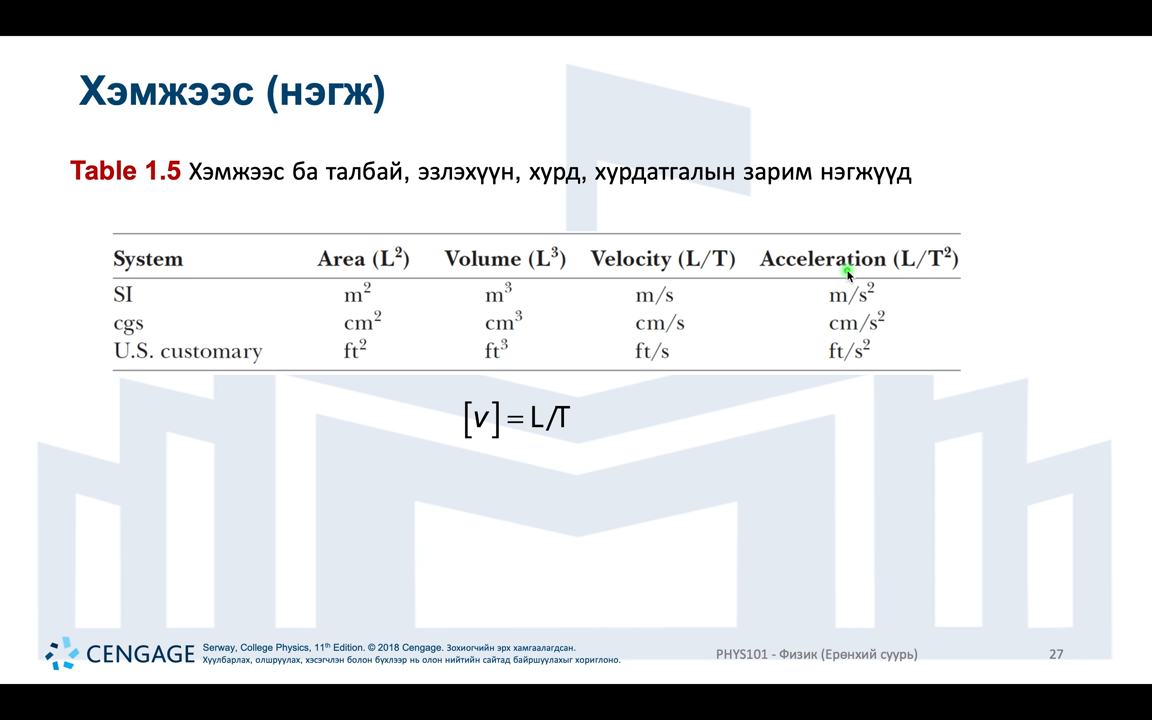 Хэмжээс (нэгж)
Table 1.5 Хэмжээс ба талбай, эзлэхүүн, хурд, хурдатгалын зарим нэгжүүд
System Area (L²) Volume (L³) Velocity (L/T) Acceleration (L/T²)
SI m² m³ m/s m/s²
cgs cm² cm³ cm/s cm/s²
U.S. customary ft² ft³ ft/s ft/s²
[v] = L/T
CENGAGE
Serway, College Physics, 11th Edition. © 2018 Cengage. Зохиогчийн эрх хамгаалагдсан.
Хуулбарлах, олшруулах, хэсэгчлэн болон бүхлээр нь олон нийтийн сайтад байршуулахыг хориглоно.
PHYS101 - Физик (Ерөнхий суурь) 27